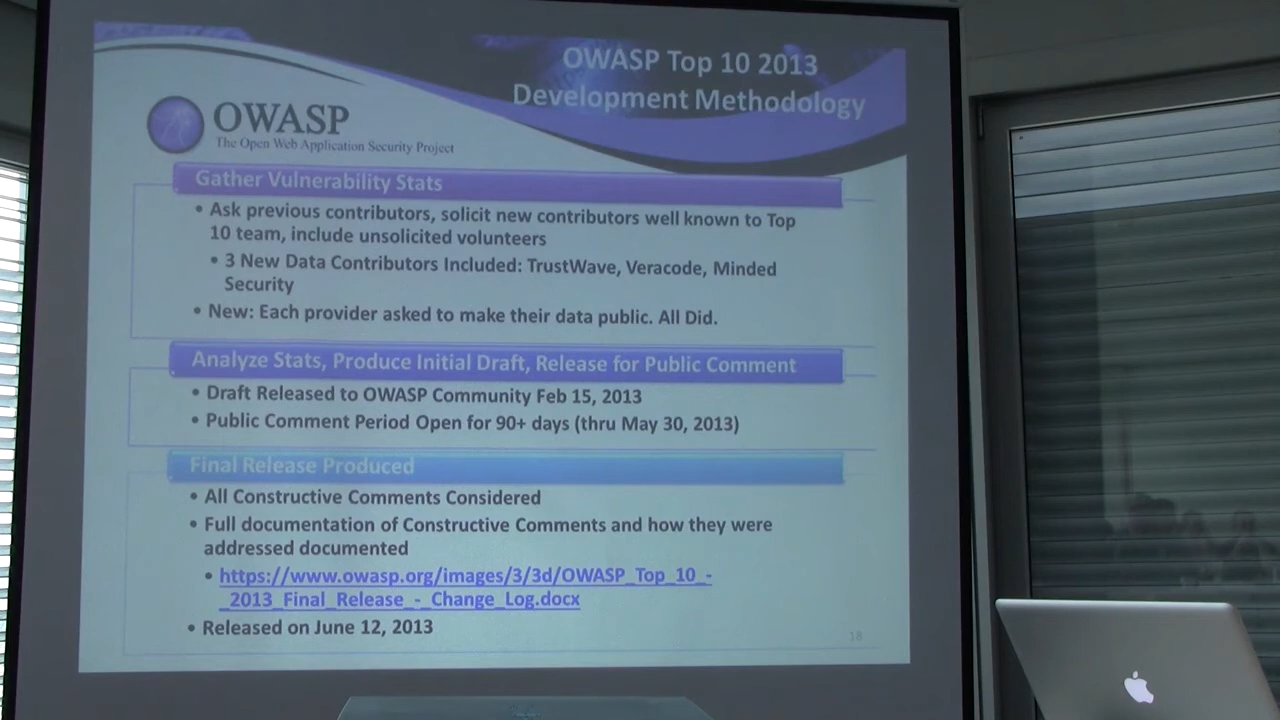 OWASP Top 10 2013
Development Methodology
OWASP
The Open Web Application Security Project
Gather Vulnerability Stats
• Ask previous contributors, solicit new contributors well known to Top
10 team, include unsolicited volunteers
• 3 New Data Contributors Included: TrustWave, Veracode, Minded
Security
• New: Each provider asked to make their data public. All Did.
Analyze Stats, Produce Initial Draft, Release for Public Comment
• Draft Released to OWASP Community Feb 15, 2013
• Public Comment Period Open for 90+ days (thru May 30, 2013)
Final Release Produced
• All Constructive Comments Considered
• Full documentation of Constructive Comments and how they were
addressed documented
• https://www.owasp.org/images/3/3d/OWASP_Top_10_-
_2013_Final_Release_-_Change_Log.docx
• Released on June 12, 2013
18